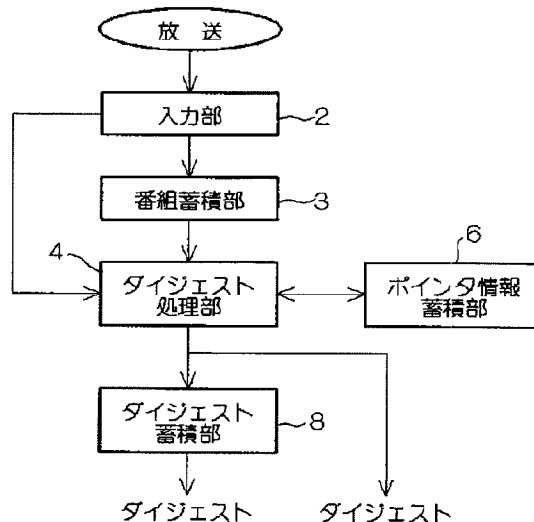 放 送
入力部
2
番組蓄積部
3
4
ダイジェスト
処理部
6
ポインタ情報
蓄積部
ダイジェスト
蓄積部
8
ダイジェスト
ダイジェスト